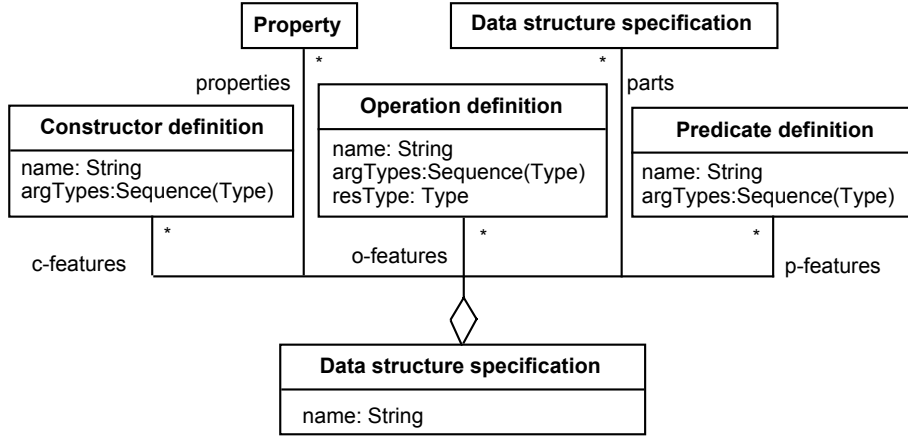 Property
Data structure specification
*
*
properties
parts
Constructor definition
name: String
argTypes:Sequence(Type)
Operation definition
name: String
argTypes:Sequence(Type)
resType: Type
Predicate definition
name: String
argTypes:Sequence(Type)
*
*
*
c-features
o-features
p-features
Data structure specification
name: String